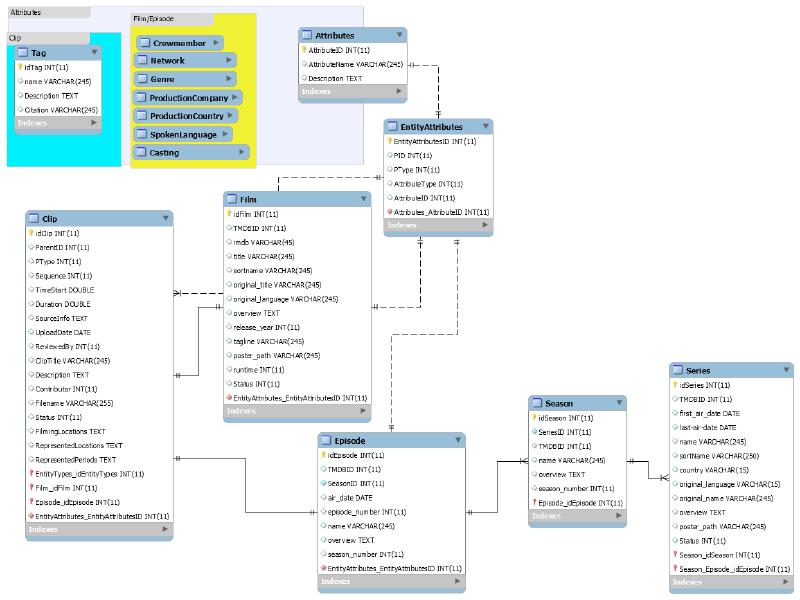 Attributes
Clip
Tag
idTag INT(11)
name VARCHAR(245)
Description TEXT
Citation VARCHAR(245)
Indexes
Film/Episode
Crewmember
Network
Genre
ProductionCompany
ProductionCountry
SpokenLanguage
Casting
Attributes
AttributeID INT(11)
AttributeName VARCHAR(245)
Description TEXT
Indexes
EntityAttributes
EntityAttributesID INT(11)
PID INT(11)
PType INT(11)
AttributeType INT(11)
AttributeID INT(11)
Attributes_AttributeID INT(11)
Indexes
Film
idFilm INT(11)
TMDBID INT(11)
imdb VARCHAR(45)
title VARCHAR(245)
sortname VARCHAR(245)
original_title VARCHAR(245)
original_language VARCHAR(245)
overview TEXT
release_year INT(11)
tagline VARCHAR(245)
poster_path VARCHAR(245)
runtime INT(11)
Status INT(11)
EntityAttributes_EntityAttributesID INT(11)
Indexes
Clip
idClip INT(11)
ParentID INT(11)
PType INT(11)
Sequence INT(11)
TimeStart DOUBLE
Duration DOUBLE
SourceInfo TEXT
UploadDate DATE
ReviewedBy INT(11)
ClipTitle VARCHAR(245)
Description TEXT
Contributor INT(11)
Filename VARCHAR(255)
Status INT(11)
FilmingLocations TEXT
RepresentedLocations TEXT
RepresentedPeriods TEXT
EntityTypes_idEntityTypes INT(11)
Film_idFilm INT(11)
Episode_idEpisode INT(11)
EntityAttributes_EntityAttributesID INT(11)
Indexes
Episode
idEpisode INT(11)
TMDBID INT(11)
SeasonID INT(11)
air_date DATE
episode_number INT(11)
name VARCHAR(245)
overview TEXT
season_number INT(11)
EntityAttributes_EntityAttributesID INT(11)
Indexes
Season
idSeason INT(11)
SeriesID INT(11)
TMDBID INT(11)
name VARCHAR(245)
overview TEXT
season_number INT(11)
Episode_idEpisode INT(11)
Indexes
Series
idSeries INT(11)
TMDBID INT(11)
first_air_date DATE
last-air-date DATE
name VARCHAR(245)
sortName VARCHAR(250)
country VARCHAR(15)
original_language VARCHAR(15)
original_name VARCHAR(245)
overview TEXT
poster_path VARCHAR(245)
Status INT(11)
Season_idSeason INT(11)
Season_Episode_idEpisode INT(11)
Indexes